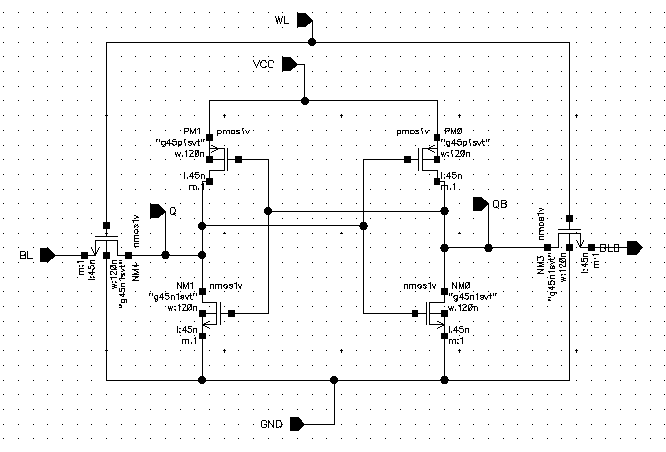 WL
VCC
PM1
pmos1v
"g45p1svt"
w:120n
l:45n
m:1
pmos1v
PM0
"g45p1svt"
w:120n
l:45n
m:1
Q
QB
BL
m:1
l:45n
w:120n
"g45n1svt"
NM4
nmos1v
nmos1v
NM3
"g45n1svt"
w:120n
l:45n
m:1
BLB
NM1
nmos1v
"g45n1svt"
w:120n
l:45n
m:1
nmos1v
NM0
"g45n1svt"
w:120n
l:45n
m:1
GND